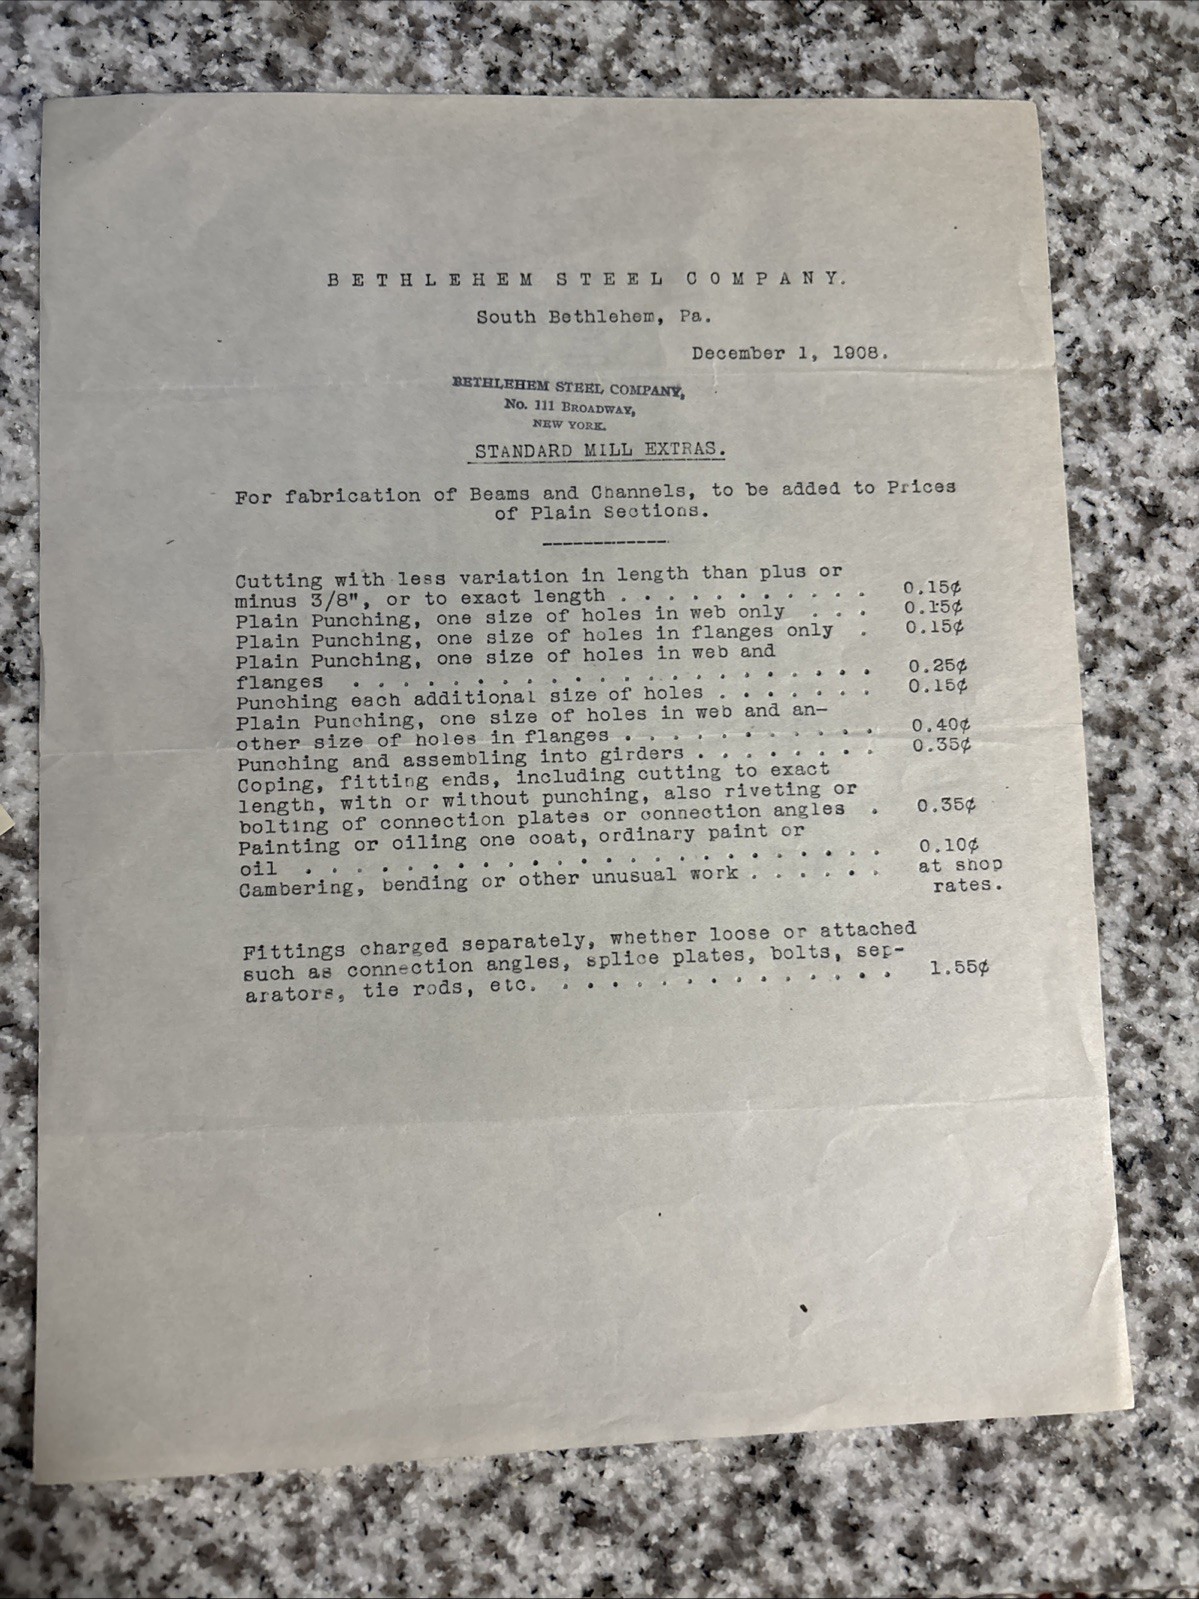 BETHLEHEM STEEL COMPANY.
South Bethlehem, Pa.
December 1, 1908.
BETHLEHEM STEEL COMPANY,
No. 111 BROADWAY,
NEW YORK.
STANDARD MILL EXTRAS.
For fabrication of Beams and Channels, to be added to Prices
of Plain Sections.
Cutting with less variation in length than plus or
minus 3/8", or to exact length . . . . . . . . . . . 0.15¢
Plain Punching, one size of holes in web only . . . 0.15¢
Plain Punching, one size of holes in flanges only . 0.15¢
Plain Punching, one size of holes in web and
flanges . . . . . . . . . . . . . . . . . . . . . . 0.25¢
Punching each additional size of holes . . . . . . . 0.15¢
Plain Punching, one size of holes in web and an-
other size of holes in flanges . . . . . . . . . . . 0.40¢
Punching and assembling into girders . . . . . . . . 0.35¢
Coping, fitting ends, including cutting to exact
length, with or without punching, also riveting or
bolting of connection plates or connection angles . 0.35¢
Painting or oiling one coat, ordinary paint or
oil . . . . . . . . . . . . . . . . . . . . . . . . 0.10¢
Cambering, bending or other unusual work . . . . . . at shop
rates.
Fittings charged separately, whether loose or attached
such as connection angles, splice plates, bolts, sep-
arators, tie rods, etc. . . . . . . . . . . . . . . 1.55¢